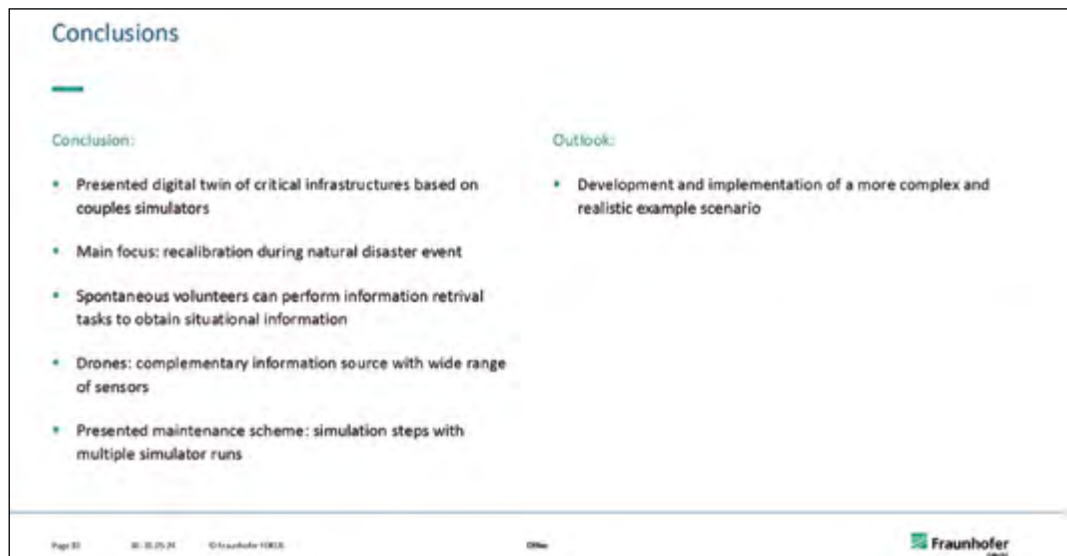 Conclusions
Conclusion:
Presented digital twin of critical infrastructures based on
couples simulators
Main focus: recalibration during natural disaster event
Spontaneous volunteers can perform information retrival
tasks to obtain situational information
Drones: complementary information source with wide range
of sensors
Presented maintenance scheme: simulation steps with
multiple simulator runs
Outlook:
Development and implementation of a more complex and
realistic example scenario
Page
© Fraunhofer FOKUS
Fraunhofer